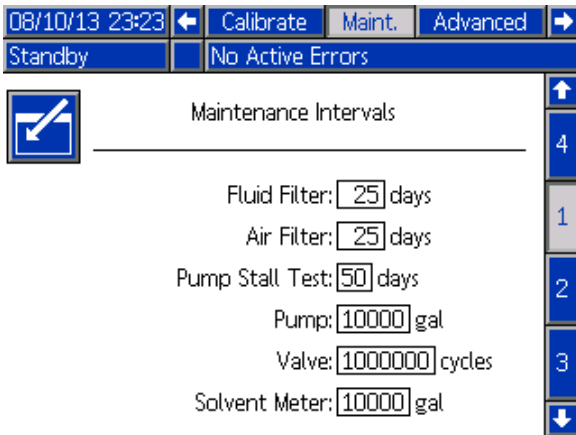 08/10/13 23:23 Calibrate Maint. Advanced
Standby No Active Errors
Maintenance Intervals
4
Fluid Filter: 25 days
1
Air Filter: 25 days
Pump Stall Test: 50 days
2
Pump: 10000 gal
Valve: 1000000 cycles
3
Solvent Meter: 10000 gal